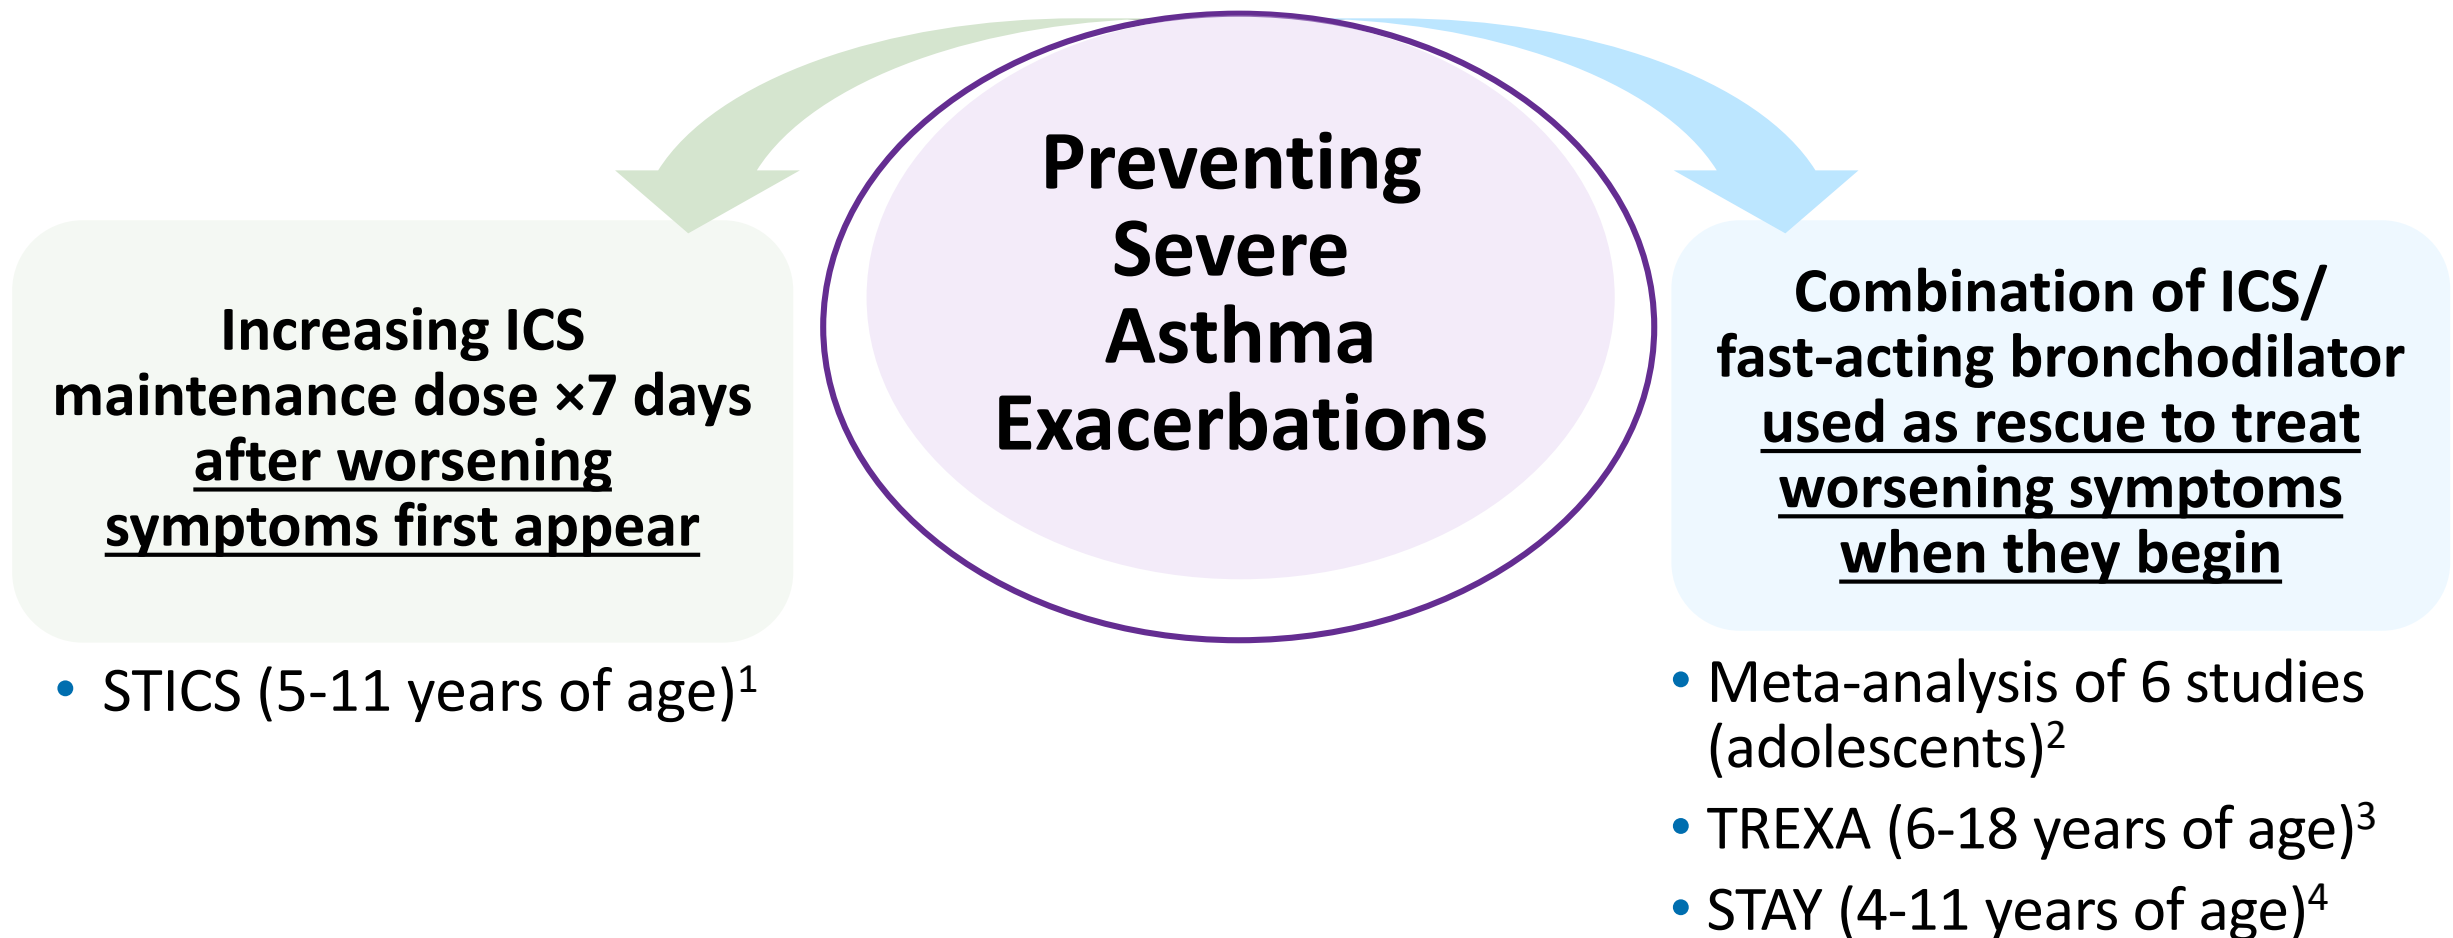 Preventing
Severe
Asthma
Exacerbations
Increasing ICS
maintenance dose ×7 days
after worsening
symptoms first appear
• STICS (5-11 years of age)¹
Combination of ICS/
fast-acting bronchodilator
used as rescue to treat
worsening symptoms
when they begin
• Meta-analysis of 6 studies
(adolescents)²
• TREXA (6-18 years of age)³
• STAY (4-11 years of age)⁴